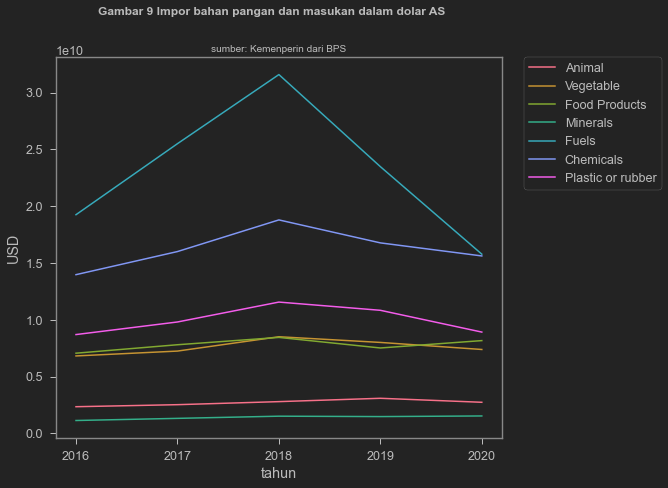 Gambar 9 Impor bahan pangan dan masukan dalam dolar AS
sumber: Kemenperin dari BPS
1e10
3.0
2.5
2.0
1.5
1.0
0.5
0.0
USD
2016 2017 2018 2019 2020
tahun
Animal
Vegetable
Food Products
Minerals
Fuels
Chemicals
Plastic or rubber